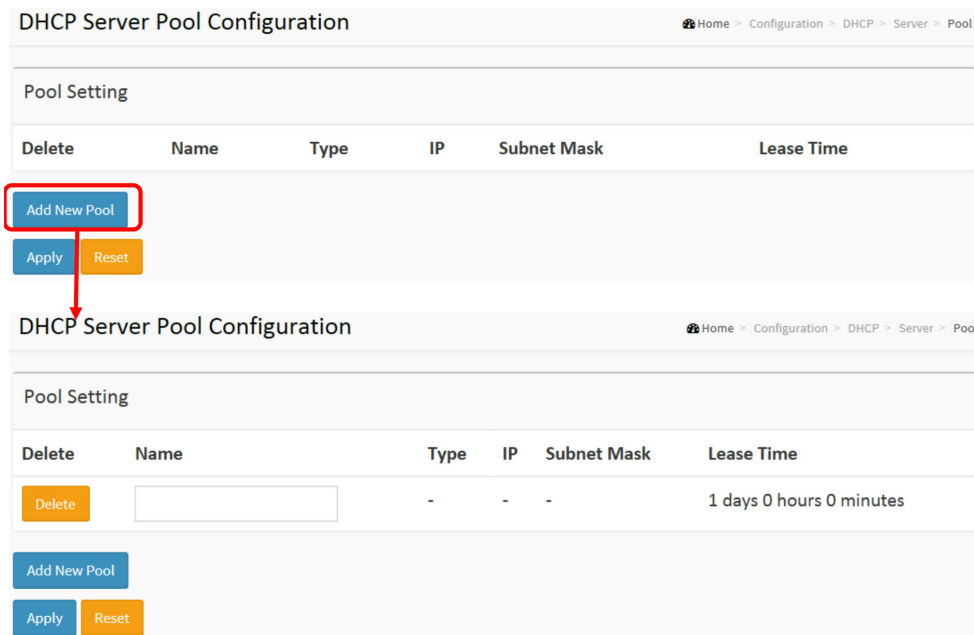 DHCP Server Pool Configuration
Home > Configuration > DHCP > Server > Pool
Pool Setting
Delete Name Type IP Subnet Mask Lease Time
Add New Pool
Apply Reset
DHCP Server Pool Configuration
Home > Configuration > DHCP > Server > Poo
Pool Setting
Delete Name Type IP Subnet Mask Lease Time
Delete - - - 1 days 0 hours 0 minutes
Add New Pool
Apply Reset